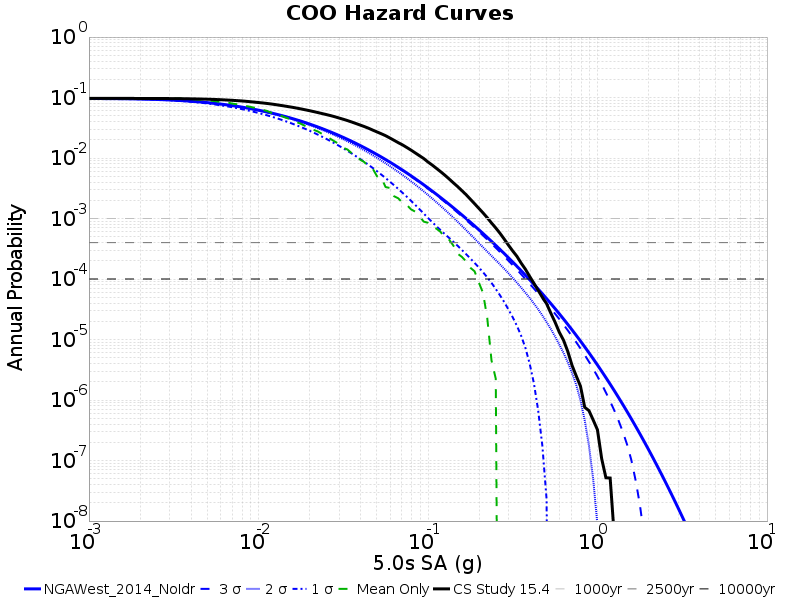 COO Hazard Curves
10^0
10^-1
10^-2
10^-3
10^-4
10^-5
10^-6
10^-7
10^-8
Annual Probability
10^-3 10^-2 10^-1 10^0 10^1
5.0s SA (g)
NGAWest_2014_NoIdr 3 σ 2 σ 1 σ Mean Only CS Study 15.4 1000yr 2500yr 10000yr